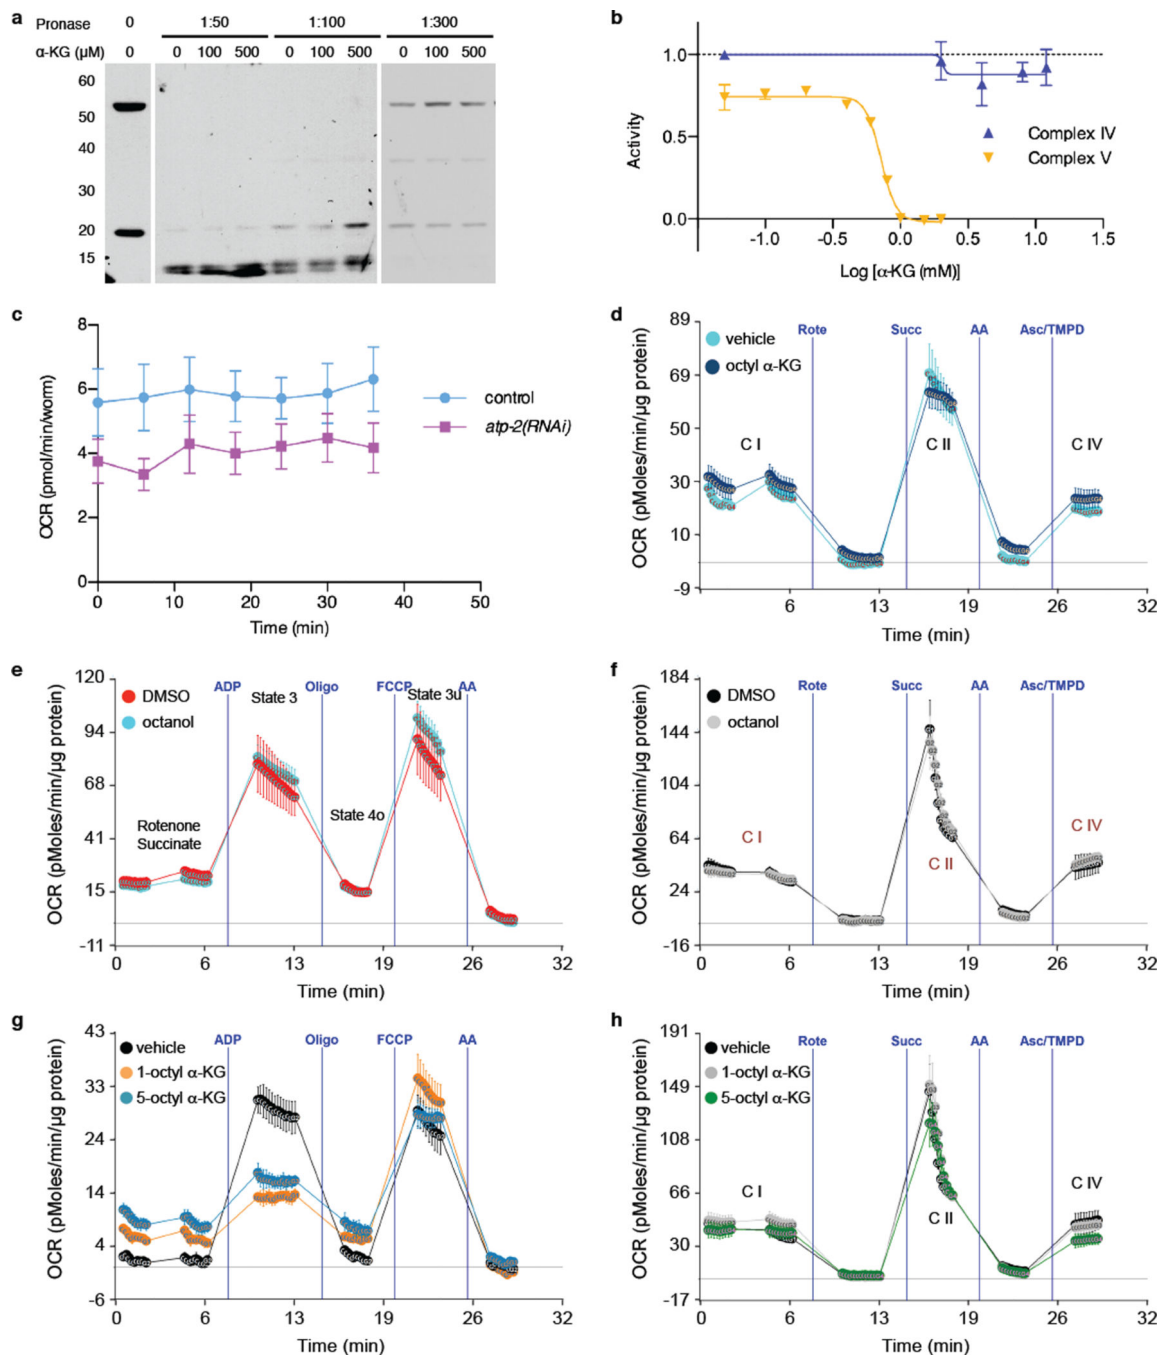 a
Pronase 0 1:50 1:100 1:300
α-KG (µM) 0 0 100 500 0 100 500 0 100 500
60
50
40
30
20
15
b
Activity
1.0
0.5
0.0
Complex IV
Complex V
-1.0 -0.5 0.0 0.5 1.0 1.5
Log [α-KG (mM)]
c
OCR (pmol/min/worm)
8
6
4
2
0
control
atp-2(RNAi)
0 10 20 30 40 50
Time (min)
d
OCR (pMoles/min/µg protein)
89
69
50
30
10
-9
Rote Succ AA Asc/TMPD
vehicle
octyl α-KG
C I C II C IV
6 13 19 26 32
Time (min)
e
OCR (pMoles/min/µg protein)
120
94
68
41
15
-11
ADP Oligo FCCP AA
DMSO
octanol
State 3 State 3u
State 4o
Rotenone
Succinate
0 6 13 19 26 32
Time (min)
f
OCR (pMoles/min/µg protein)
184
144
104
64
24
-16
Rote Succ AA Asc/TMPD
DMSO
octanol
C I C II C IV
0 6 13 19 26 32
Time (min)
g
OCR (pMoles/min/µg protein)
43
33
24
14
4
-6
ADP Oligo FCCP AA
vehicle
1-octyl α-KG
5-octyl α-KG
0 6 13 19 26 32
Time (min)
h
OCR (pMoles/min/µg protein)
191
149
108
66
30
-17
Rote Succ AA Asc/TMPD
vehicle
1-octyl α-KG
5-octyl α-KG
C I C II C IV
0 6 13 19 26 32
Time (min)